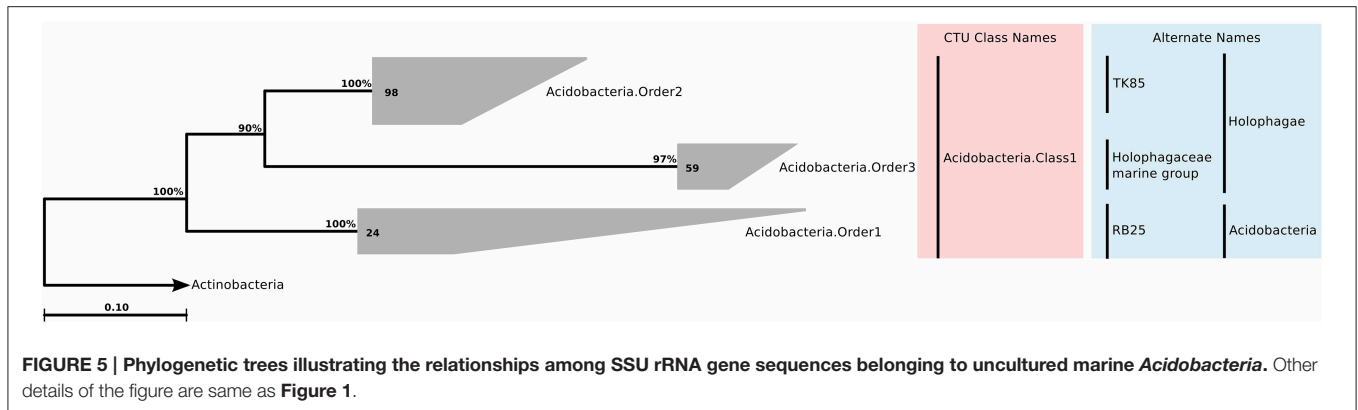 CTU Class Names
Alternate Names
100%
98
Acidobacteria.Order2
TK85
90%
Holophagae
97%
59
Acidobacteria.Order3
Acidobacteria.Class1
Holophagaceae
marine group
100%
100%
24
Acidobacteria.Order1
RB25
Acidobacteria
Actinobacteria
0.10
FIGURE 5 | Phylogenetic trees illustrating the relationships among SSU rRNA gene sequences belonging to uncultured marine Acidobacteria. Other
details of the figure are same as Figure 1.